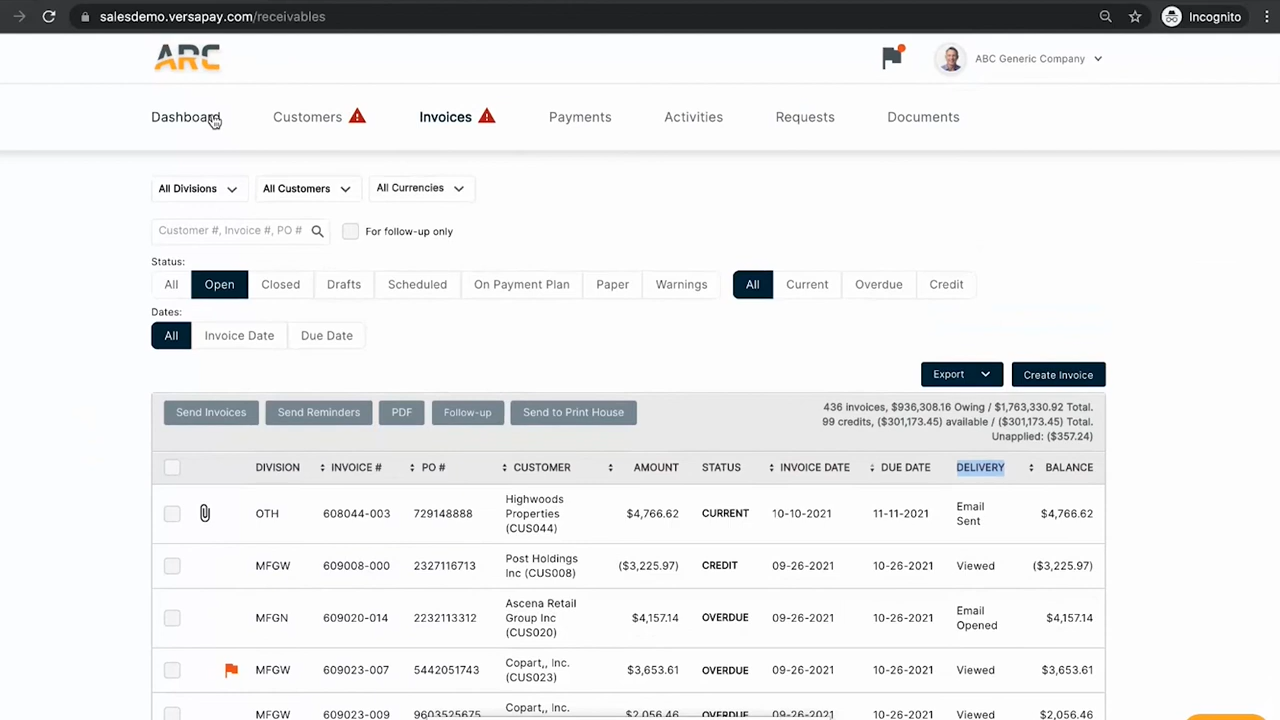 salesdemo.versapay.com/receivables
Incognito
ARC
ABC Generic Company
Dashboard
Customers
Invoices
Payments
Activities
Requests
Documents
All Divisions
All Customers
All Currencies
Customer #, Invoice #, PO #
For follow-up only
Status:
All
Open
Closed
Drafts
Scheduled
On Payment Plan
Paper
Warnings
All
Current
Overdue
Credit
Dates:
All
Invoice Date
Due Date
Export
Create Invoice
Send Invoices
Send Reminders
PDF
Follow-up
Send to Print House
436 invoices, $936,308.16 Owing / $1,763,330.92 Total.
99 credits, ($301,173.45) available / ($301,173.45) Total.
Unapplied: ($357.24)
DIVISION INVOICE # PO # CUSTOMER AMOUNT STATUS INVOICE DATE DUE DATE DELIVERY BALANCE
OTH 608044-003 729148888 Highwoods Properties (CUS044) $4,766.62 CURRENT 10-10-2021 11-11-2021 Email Sent $4,766.62
MFGW 609008-000 2327116713 Post Holdings Inc (CUS008) ($3,225.97) CREDIT 09-26-2021 10-26-2021 Viewed ($3,225.97)
MFGN 609020-014 2232113312 Ascena Retail Group Inc (CUS020) $4,157.14 OVERDUE 09-26-2021 10-26-2021 Email Opened $4,157.14
MFGW 609023-007 5442051743 Copart,, Inc. (CUS023) $3,653.61 OVERDUE 09-26-2021 10-26-2021 Viewed $3,653.61
MFGW 609023-009 9603525675 Copart,, Inc. $2,056.46 OVERDUE 09-26-2021 10-26-2021 Viewed $2,056.46